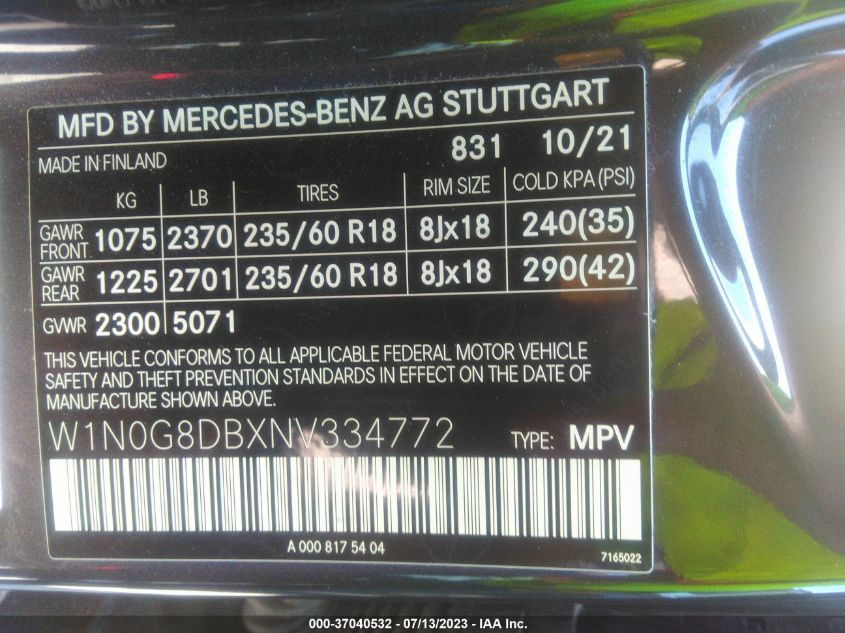 MFD BY MERCEDES-BENZ AG STUTTGART
MADE IN FINLAND 831 10/21
KG LB TIRES RIM SIZE COLD KPA (PSI)
GAWR FRONT 1075 2370 235/60 R18 8Jx18 240(35)
GAWR REAR 1225 2701 235/60 R18 8Jx18 290(42)
GVWR 2300 5071
THIS VEHICLE CONFORMS TO ALL APPLICABLE FEDERAL MOTOR VEHICLE
SAFETY AND THEFT PREVENTION STANDARDS IN EFFECT ON THE DATE OF
MANUFACTURE SHOWN ABOVE.
W1N0G8DBXNV334772 TYPE: MPV
A 000 817 54 04
7165022
000-37040532 - 07/13/2023 - IAA Inc.